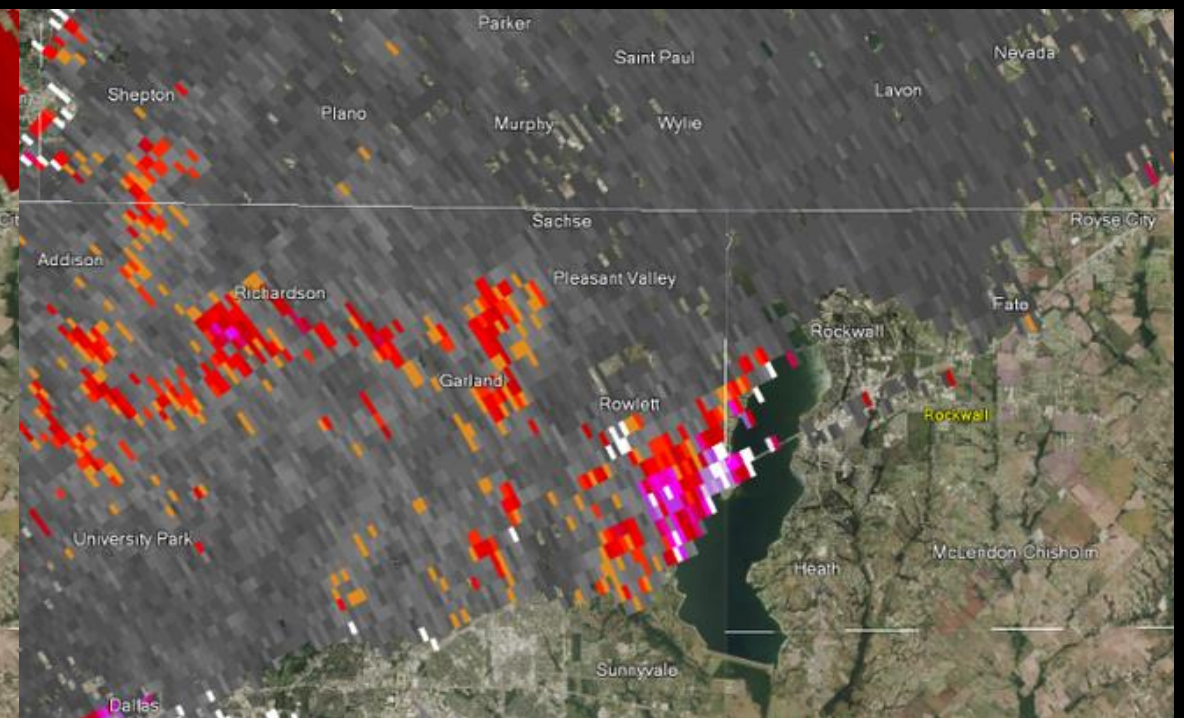 Parker
Saint Paul
Nevada
Shepton
Lavon
Plano
Murphy
Wylie
Sachse
Royse City
Addison
Pleasant Valley
Richardson
Fate
Rockwall
Garland
Rowlett
Rockwall
University Park
McLendon-Chisholm
Heath
Sunnyvale
Dallas